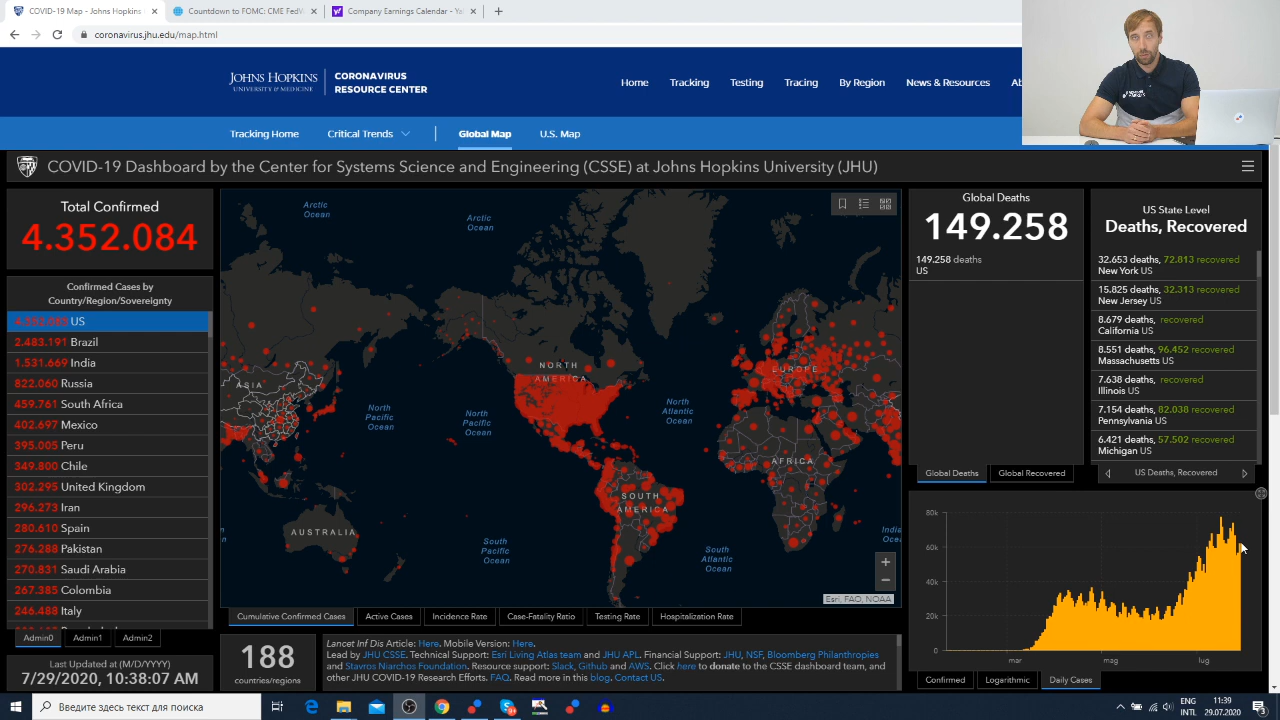 COVID-19 Map - Johns Hopkins
Countdown to FOMC: CME FedV
Company Earnings Calendar - Yah
coronavirus.jhu.edu/map.html
JOHNS HOPKINS
UNIVERSITY & MEDICINE
CORONAVIRUS
RESOURCE CENTER
Home
Tracking
Testing
Tracing
By Region
News & Resources
Ab
Tracking Home
Critical Trends
Global Map
U.S. Map
COVID-19 Dashboard by the Center for Systems Science and Engineering (CSSE) at Johns Hopkins University (JHU)
Total Confirmed
4.352.084
Confirmed Cases by
Country/Region/Sovereignty
US
2.483.191 Brazil
1.531.669 India
822.060 Russia
459.761 South Africa
402.697 Mexico
395.005 Peru
349.800 Chile
302.295 United Kingdom
296.273 Iran
280.610 Spain
276.288 Pakistan
270.831 Saudi Arabia
267.385 Colombia
246.488 Italy
Admin0
Admin1
Admin2
Last Updated at (M/D/YYYY)
7/29/2020, 10:38:07 AM
Arctic
Ocean
Arctic
Ocean
NORTH
AMERICA
ASIA
EUROPE
North
Pacific
Ocean
North
Pacific
Ocean
North
Atlantic
Ocean
AFRICA
SOUTH
AMERICA
AUSTRALIA
South
Pacific
Ocean
South
Atlantic
Ocean
India
Ocea
Esri, FAO, NOAA
Cumulative Confirmed Cases
Active Cases
Incidence Rate
Case-Fatality Ratio
Testing Rate
Hospitalization Rate
188
countries/regions
Lancet Inf Dis Article: Here. Mobile Version: Here.
Lead by JHU CSSE. Technical Support: Esri Living Atlas team and JHU APL. Financial Support: JHU, NSF, Bloomberg Philanthropies
and Stavros Niarchos Foundation. Resource support: Slack, Github and AWS. Click here to donate to the CSSE dashboard team, and
other JHU COVID-19 Research Efforts. FAQ. Read more in this blog. Contact US.
Global Deaths
149.258
149.258 deaths
US
Global Deaths
Global Recovered
US State Level
Deaths, Recovered
32.653 deaths, 72.813 recovered
New York US
15.825 deaths, 32.313 recovered
New Jersey US
8.679 deaths, recovered
California US
8.551 deaths, 96.452 recovered
Massachusetts US
7.638 deaths, recovered
Illinois US
7.154 deaths, 82.038 recovered
Pennsylvania US
6.421 deaths, 57.502 recovered
Michigan US
US Deaths, Recovered
80k
60k
40k
20k
0
mar
mag
lug
Confirmed
Logarithmic
Daily Cases
Введите здесь текст для поиска
ENG
INTL
11:39
29.07.2020
3